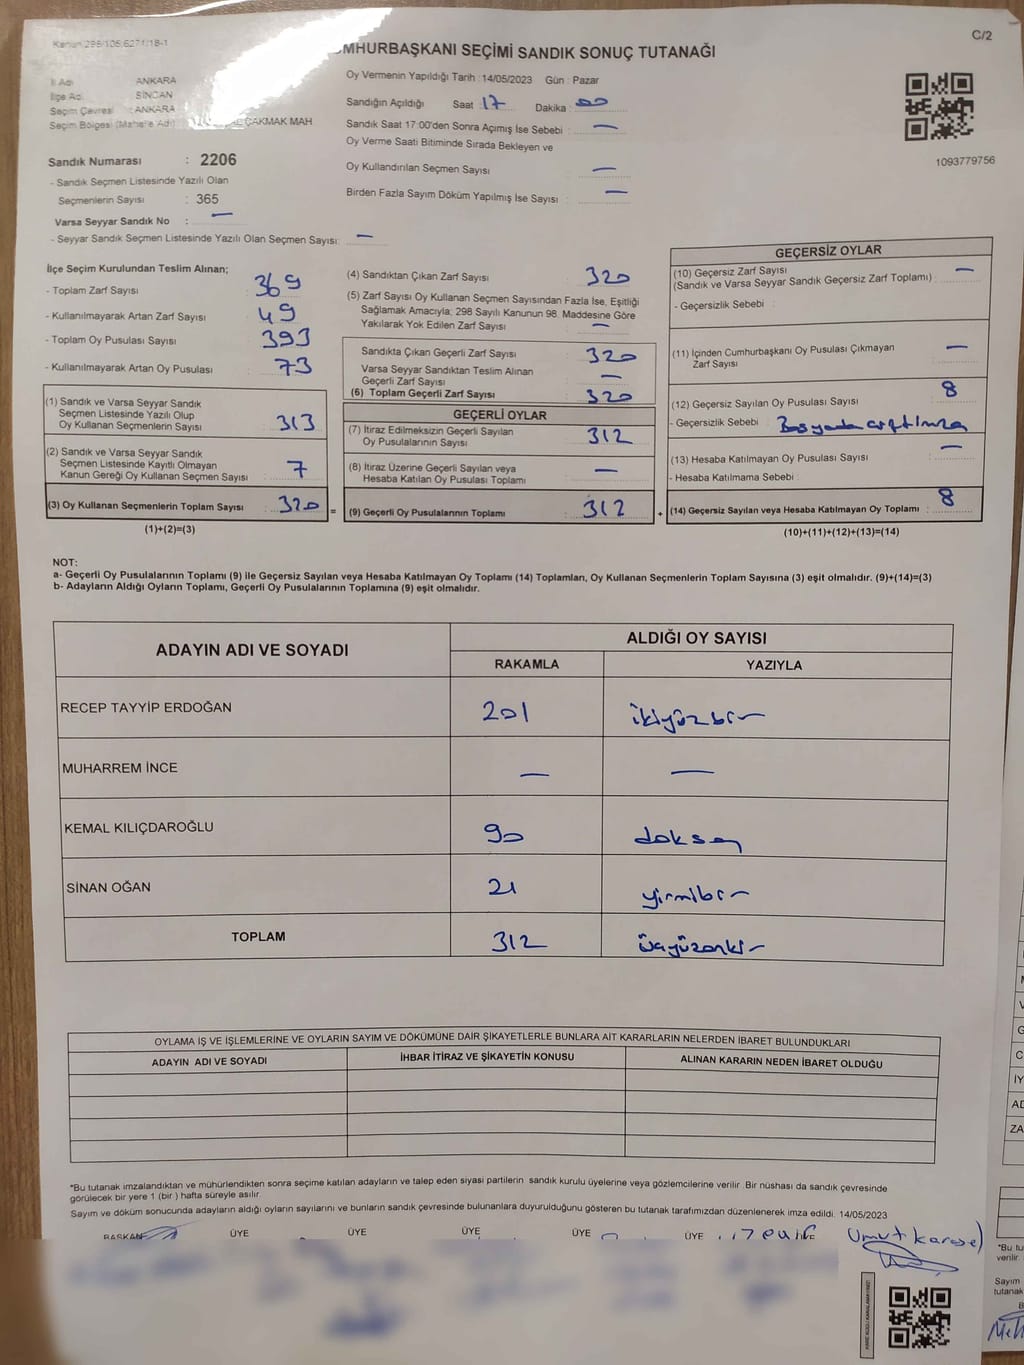 Kanun 298/105,6271/18-1
C/2
MHURBAŞKANI SEÇİMİ SANDIK SONUÇ TUTANAĞI
İl Adı ANKARA
İlçe Adı SİNCAN
Seçim Çevresi : ANKARA
Seçim Bölgesi (Mahalle Adı) ÇAKMAK MAH
Sandık Numarası : 2206
- Sandık Seçmen Listesinde Yazılı Olan
Seçmenlerin Sayısı : 365
Varsa Seyyar Sandık No : —
- Seyyar Sandık Seçmen Listesinde Yazılı Olan Seçmen Sayısı: —
Oy Vermenin Yapıldığı Tarih : 14/05/2023 Gün : Pazar
Sandığın Açıldığı Saat : 17 Dakika : 00
Sandık Saat 17:00'den Sonra Açımış İse Sebebi : —
Oy Verme Saati Bitiminde Sırada Bekleyen ve
Oy Kullandırılan Seçmen Sayısı : —
Birden Fazla Sayım Döküm Yapılmış İse Sayısı : —
1093779756
İlçe Seçim Kurulundan Teslim Alınan;
- Toplam Zarf Sayısı 369
- Kullanılmayarak Artan Zarf Sayısı 49
- Toplam Oy Pusulası Sayısı 393
- Kullanılmayarak Artan Oy Pusulası 73
(1) Sandık ve Varsa Seyyar Sandık
Seçmen Listesinde Yazılı Olup
Oy Kullanan Seçmenlerin Sayısı : 313
(2) Sandık ve Varsa Seyyar Sandık
Seçmen Listesinde Kayıtlı Olmayan
Kanun Gereği Oy Kullanan Seçmen Sayısı : 7
(3) Oy Kullanan Seçmenlerin Toplam Sayısı : 320 =
(1)+(2)=(3)
(4) Sandıktan Çıkan Zarf Sayısı : 320
(5) Zarf Sayısı Oy Kullanan Seçmen Sayısından Fazla İse, Eşitliği
Sağlamak Amacıyla; 298 Sayılı Kanunun 98. Maddesine Göre
Yakılarak Yok Edilen Zarf Sayısı : —
Sandıkta Çıkan Geçerli Zarf Sayısı : 320
Varsa Seyyar Sandıktan Teslim Alınan
Geçerli Zarf Sayısı : —
(6) Toplam Geçerli Zarf Sayısı : 320
GEÇERLİ OYLAR
(7) İtiraz Edilmeksizin Geçerli Sayılan
Oy Pusulalarının Sayısı : 312
(8) İtiraz Üzerine Geçerli Sayılan veya
Hesaba Katılan Oy Pusulası Toplamı : —
(9) Geçerli Oy Pusulalarının Toplamı : 312 +
GEÇERSİZ OYLAR
(10) Geçersiz Zarf Sayısı
(Sandık ve Varsa Seyyar Sandık Geçersiz Zarf Toplamı) : —
- Geçersizlik Sebebi :
(11) İçinden Cumhurbaşkanı Oy Pusulası Çıkmayan
Zarf Sayısı : —
(12) Geçersiz Sayılan Oy Pusulası Sayısı : 8
- Geçersizlik Sebebi :
(13) Hesaba Katılmayan Oy Pusulası Sayısı : —
- Hesaba Katılmama Sebebi :
(14) Geçersiz Sayılan veya Hesaba Katılmayan Oy Toplamı : 8
(10)+(11)+(12)+(13)=(14)
NOT:
a- Geçerli Oy Pusulalarının Toplamı (9) ile Geçersiz Sayılan veya Hesaba Katılmayan Oy Toplamı (14) Toplamları, Oy Kullanan Seçmenlerin Toplam Sayısına (3) eşit olmalıdır. (9)+(14)=(3)
b- Adayların Aldığı Oyların Toplamı, Geçerli Oy Pusulalarının Toplamına (9) eşit olmalıdır.
ADAYIN ADI VE SOYADI ALDIĞI OY SAYISI
RAKAMLA YAZIYLA
RECEP TAYYİP ERDOĞAN 201 ikiyüzbir
MUHARREM İNCE — —
KEMAL KILIÇDAROĞLU 90 doksan
SİNAN OĞAN 21 yirmibir
TOPLAM 312 üçyüzoniki
OYLAMA İŞ VE İŞLEMLERİNE VE OYLARIN SAYIM VE DÖKÜMÜNE DAİR ŞİKAYETLERLE BUNLARA AİT KARARLARIN NELERDEN İBARET BULUNDUKLARI
ADAYIN ADI VE SOYADI İHBAR İTİRAZ VE ŞİKAYETİN KONUSU ALINAN KARARIN NEDEN İBARET OLDUĞU
*Bu tutanak imzalandıktan ve mühürlendikten sonra seçime katılan adayların ve talep eden siyasi partilerin sandık kurulu üyelerine veya gözlemcilerine verilir. Bir nüshası da sandık çevresinde
görülecek bir yere 1 (bir ) hafta süreyle asılır.
Sayım ve döküm sonucunda adayların aldığı oyların sayılarını ve bunların sandık çevresinde bulunanlara duyurulduğunu gösteren bu tutanak tarafımızdan düzenlenerek imza edildi. 14/05/2023
BAŞKAN ÜYE ÜYE ÜYE ÜYE ÜYE Umut